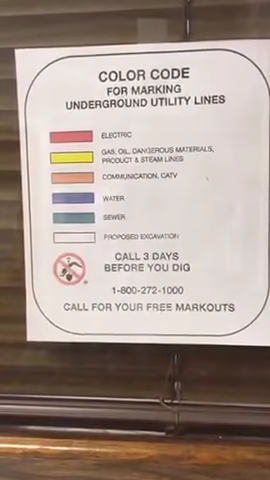 COLOR CODE
FOR MARKING
UNDERGROUND UTILITY LINES
ELECTRIC
GAS, OIL, DANGEROUS MATERIALS,
PRODUCT & STEAM LINES
COMMUNICATION, CATV
WATER
SEWER
PROPOSED EXCAVATION
CALL 3 DAYS
BEFORE YOU DIG
1-800-272-1000
CALL FOR YOUR FREE MARKOUTS